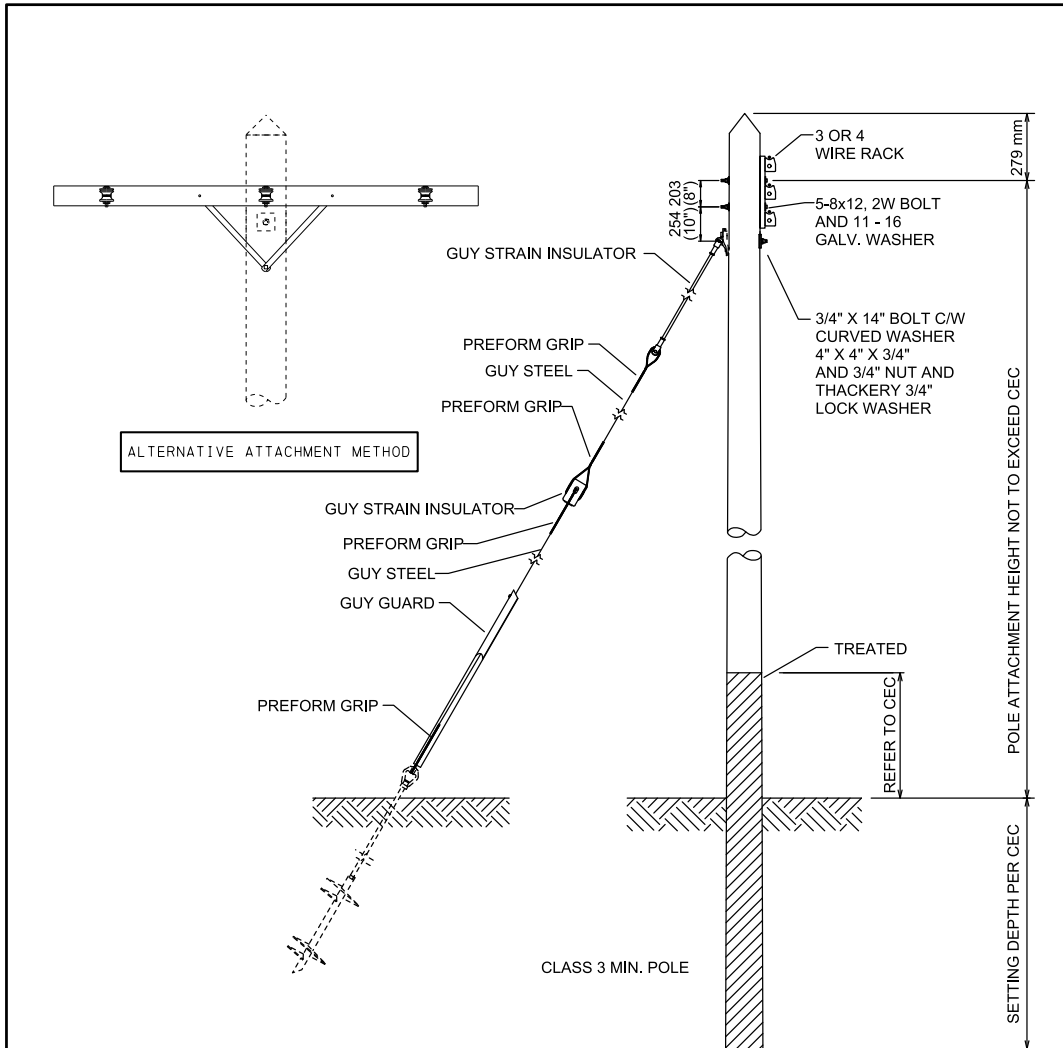 3 OR 4
WIRE RACK
279 mm
254 203
(10") (8")
5-8x12, 2W BOLT
AND 11 - 16
GALV. WASHER
GUY STRAIN INSULATOR
3/4" X 14" BOLT C/W
CURVED WASHER
4" X 4" X 3/4"
AND 3/4" NUT AND
THACKERY 3/4"
LOCK WASHER
PREFORM GRIP
GUY STEEL
PREFORM GRIP
ALTERNATIVE ATTACHMENT METHOD
GUY STRAIN INSULATOR
PREFORM GRIP
GUY STEEL
GUY GUARD
POLE ATTACHMENT HEIGHT NOT TO EXCEED CEC
TREATED
REFER TO CEC
PREFORM GRIP
SETTING DEPTH PER CEC
CLASS 3 MIN. POLE